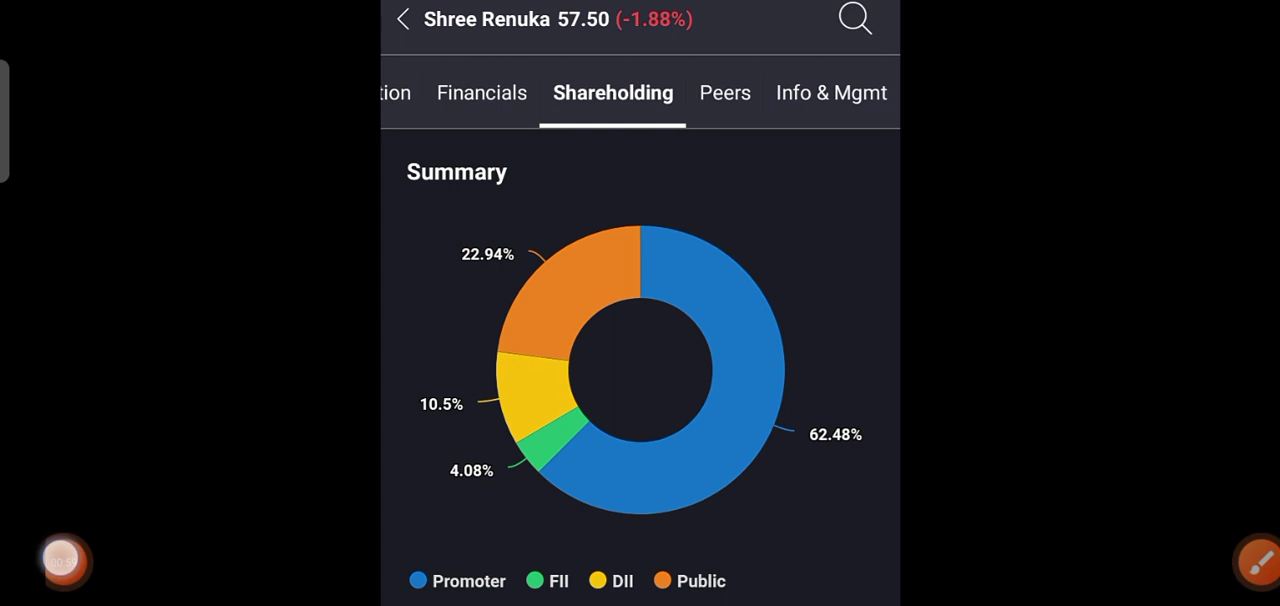 Shree Renuka 57.50 (-1.88%)
tion Financials Shareholding Peers Info & Mgmt
Summary
22.94%
10.5%
62.48%
4.08%
Promoter FII DII Public